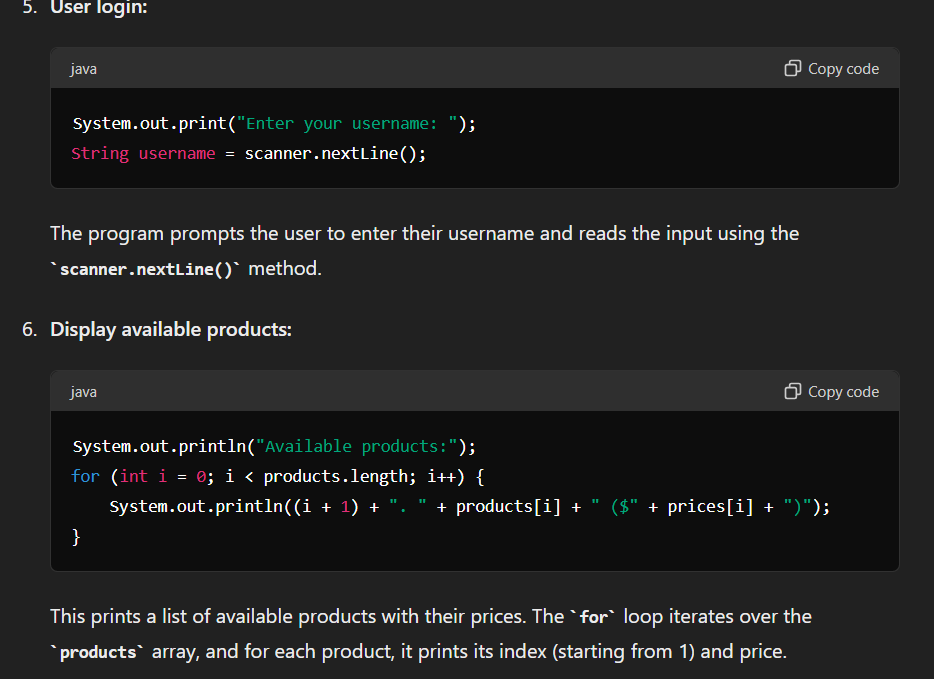 5. User login:
java Copy code
System.out.print("Enter your username: ");
String username = scanner.nextLine();
The program prompts the user to enter their username and reads the input using the
`scanner.nextLine()` method.
6. Display available products:
java Copy code
System.out.println("Available products:");
for (int i = 0; i < products.length; i++) {
    System.out.println((i + 1) + ". " + products[i] + " ($" + prices[i] + ")");
}
This prints a list of available products with their prices. The `for` loop iterates over the
`products` array, and for each product, it prints its index (starting from 1) and price.